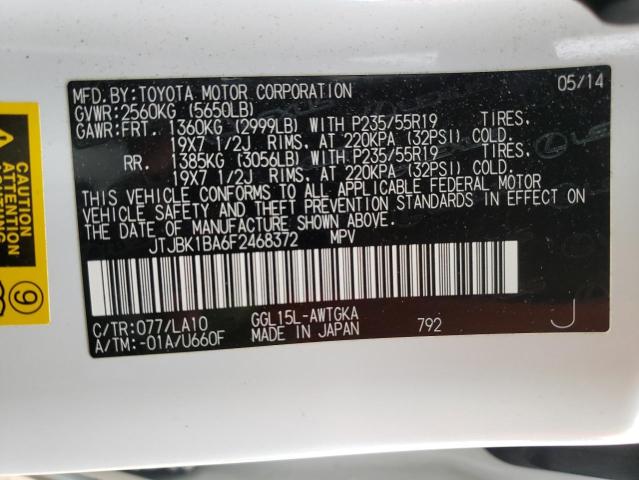 MFD. BY: TOYOTA MOTOR CORPORATION 05/14
GVWR: 2560KG (5650LB)
GAWR: FRT. 1360KG (2999LB) WITH P235/55R19 TIRES.
19X7 1/2J RIMS, AT 220KPA (32PSI) COLD.
RR. 1385KG (3056LB) WITH P235/55R19 TIRES.
19X7 1/2J RIMS, AT 220KPA (32PSI) COLD.
THIS VEHICLE CONFORMS TO ALL APPLICABLE FEDERAL MOTOR
VEHICLE SAFETY AND THEFT PREVENTION STANDARDS IN EFFECT ON
THE DATE OF MANUFACTURE SHOWN ABOVE.
JTJBK1BA6F2468372 MPV
C/TR: 077/LA10 GGL15L-AWTGKA
A/TM: -01A/U660F MADE IN JAPAN 792 J
CAUTION
ATTENTION
9